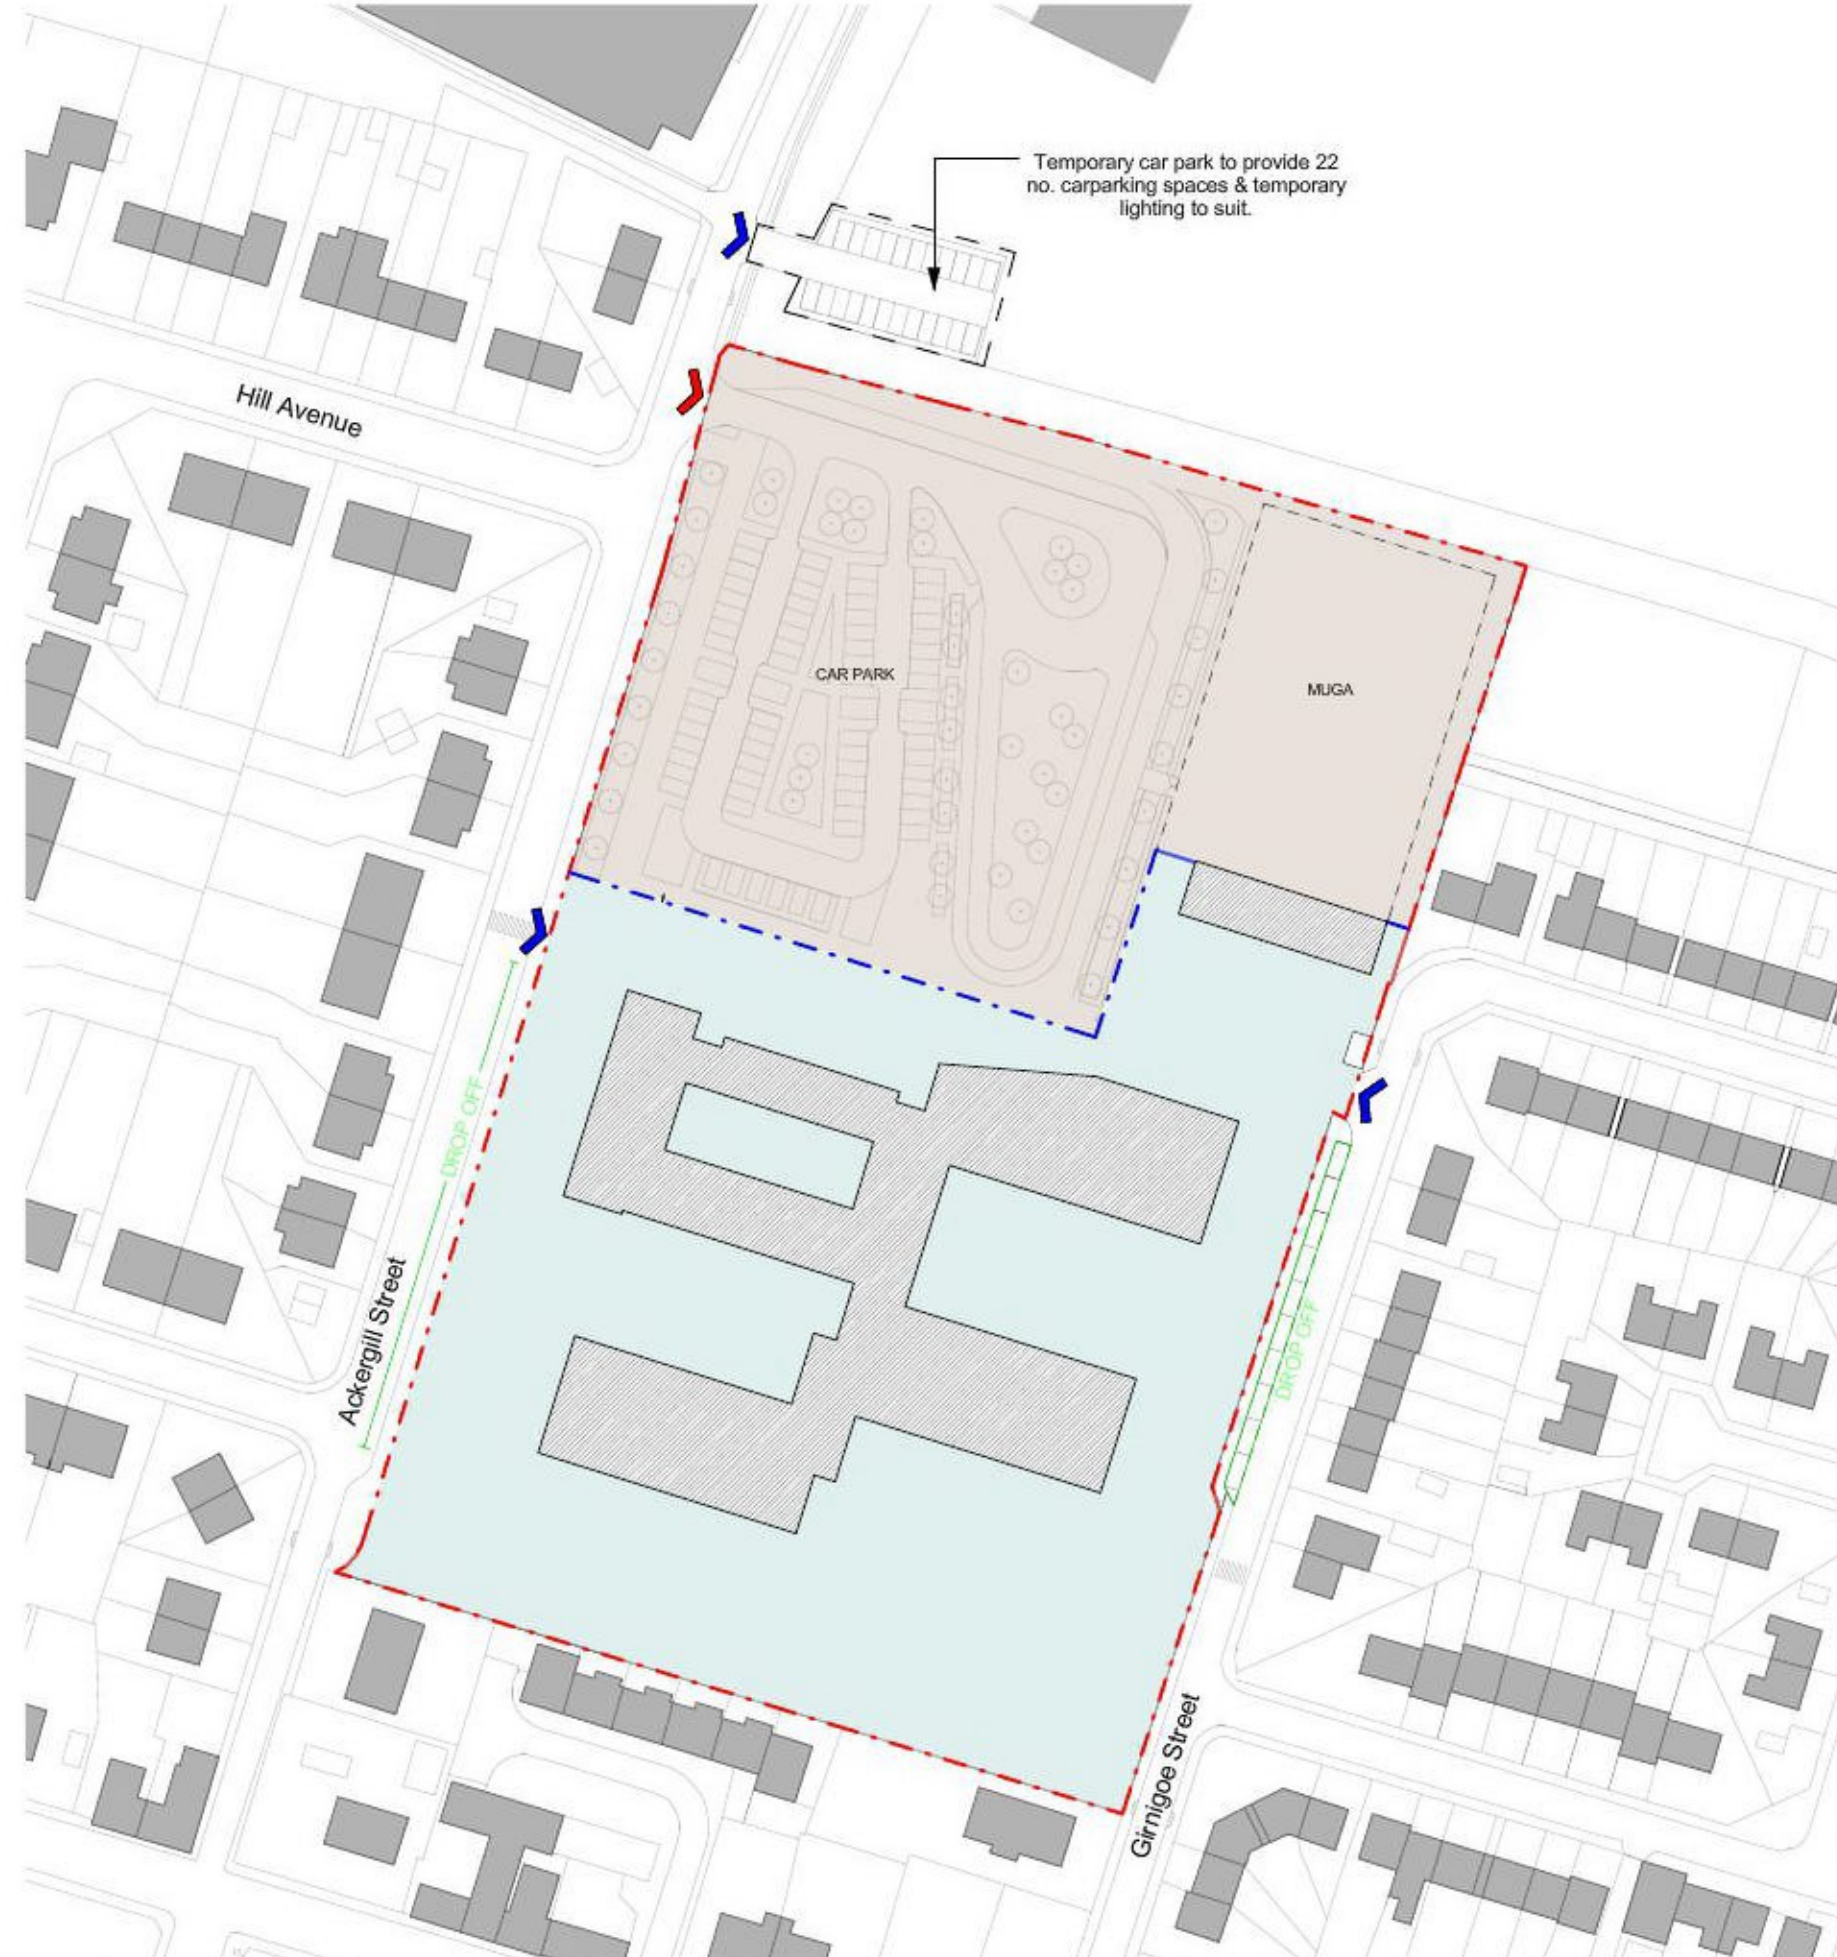 Temporary car park to provide 22
no. carparking spaces & temporary
lighting to suit.
Hill Avenue
CAR PARK
MUGA
DROP OFF
Ackergill Street
DROP OFF
Girnigoe Street